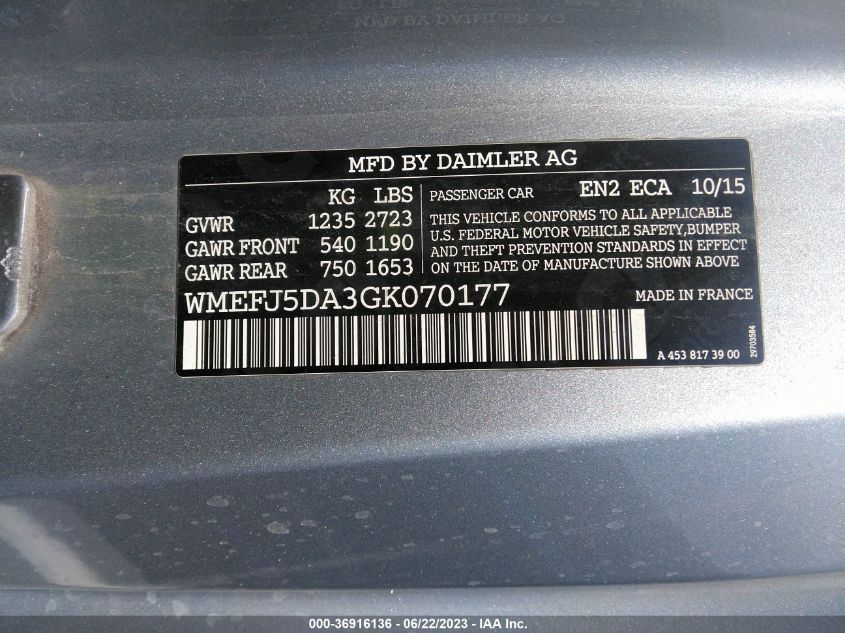 MFD BY DAIMLER AG
KG LBS
GVWR 1235 2723
GAWR FRONT 540 1190
GAWR REAR 750 1653
PASSENGER CAR EN2 ECA 10/15
THIS VEHICLE CONFORMS TO ALL APPLICABLE
U.S. FEDERAL MOTOR VEHICLE SAFETY,BUMPER
AND THEFT PREVENTION STANDARDS IN EFFECT
ON THE DATE OF MANUFACTURE SHOWN ABOVE
WMEFJ5DA3GK070177 MADE IN FRANCE
A 453 817 39 00
29703584
000-36916136 - 06/22/2023 - IAA Inc.